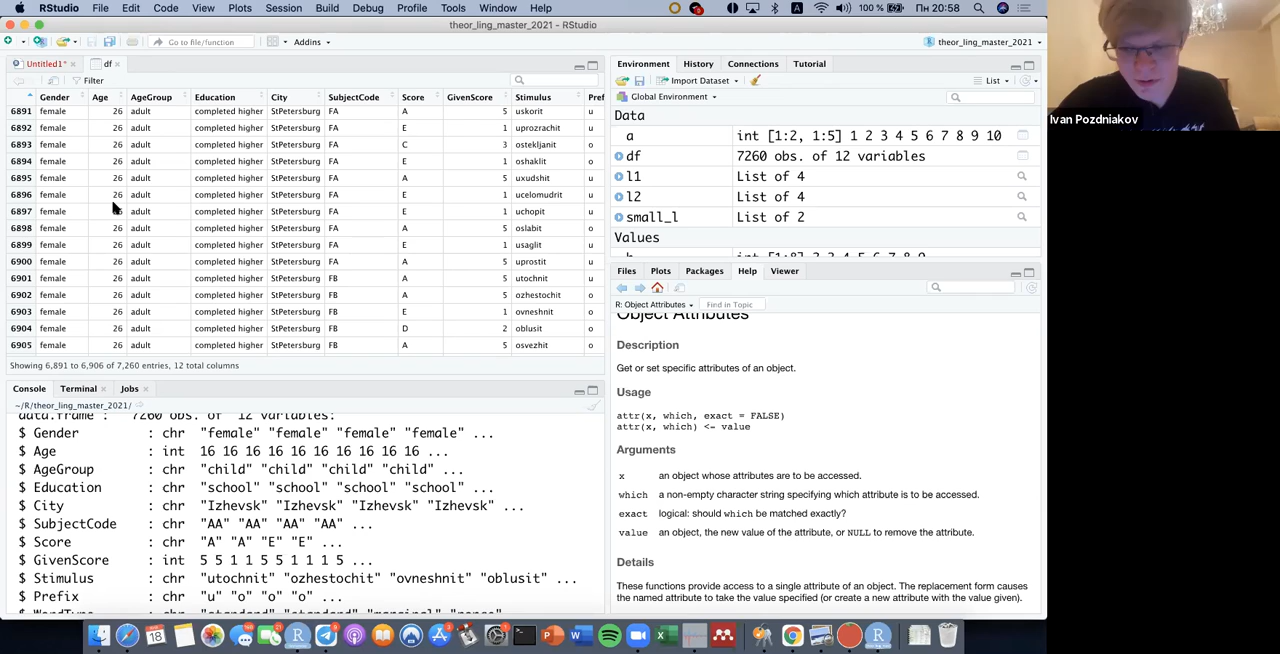 RStudio File Edit Code View Plots Session Build Debug Profile Tools Window Help 100 % Пн 20:58
theor_ling_master_2021 - RStudio
Go to file/function Addins theor_ling_master_2021
Untitled1* df
Filter
Gender Age AgeGroup Education City SubjectCode Score GivenScore Stimulus Pref
6891 female 26 adult completed higher StPetersburg FA A 5 uskorit u
6892 female 26 adult completed higher StPetersburg FA E 1 uprozrachit u
6893 female 26 adult completed higher StPetersburg FA C 3 ostekljanit o
6894 female 26 adult completed higher StPetersburg FA E 1 oshaklit o
6895 female 26 adult completed higher StPetersburg FA A 5 uxudshit u
6896 female 26 adult completed higher StPetersburg FA E 1 ucelomudrit u
6897 female 26 adult completed higher StPetersburg FA E 1 uchopit u
6898 female 26 adult completed higher StPetersburg FA A 5 oslabit o
6899 female 26 adult completed higher StPetersburg FA E 1 usaglit u
6900 female 26 adult completed higher StPetersburg FA A 5 uprostit u
6901 female 26 adult completed higher StPetersburg FB A 5 utochnit u
6902 female 26 adult completed higher StPetersburg FB A 5 ozhestochit o
6903 female 26 adult completed higher StPetersburg FB E 1 ovneshnit o
6904 female 26 adult completed higher StPetersburg FB D 2 oblusit o
6905 female 26 adult completed higher StPetersburg FB A 5 osvezhit o
Showing 6,891 to 6,906 of 7,260 entries, 12 total columns
Console Terminal Jobs
~/R/theor_ling_master_2021/
'data.frame': 7260 obs. of 12 variables:
$ Gender : chr "female" "female" "female" "female" ...
$ Age : int 16 16 16 16 16 16 16 16 16 16 ...
$ AgeGroup : chr "child" "child" "child" "child" ...
$ Education : chr "school" "school" "school" "school" ...
$ City : chr "Izhevsk" "Izhevsk" "Izhevsk" "Izhevsk" ...
$ SubjectCode : chr "AA" "AA" "AA" "AA" ...
$ Score : chr "A" "A" "E" "E" ...
$ GivenScore : int 5 5 1 1 5 5 1 1 1 5 ...
$ Stimulus : chr "utochnit" "ozhestochit" "ovneshnit" "oblusit" ...
$ Prefix : chr "u" "o" "o" "o" ...
$ WordType : chr "standard" "standard" "marginal" "nonce"
Environment History Connections Tutorial
Import Dataset List
Global Environment
Data
a int [1:2, 1:5] 1 2 3 4 5 6 7 8 9 10
df 7260 obs. of 12 variables
l1 List of 4
l2 List of 4
small_l List of 2
Values
Files Plots Packages Help Viewer
R: Object Attributes Find in Topic
Object Attributes
Description
Get or set specific attributes of an object.
Usage
attr(x, which, exact = FALSE)
attr(x, which) <- value
Arguments
x an object whose attributes are to be accessed.
which a non-empty character string specifying which attribute is to be accessed.
exact logical: should which be matched exactly?
value an object, the new value of the attribute, or NULL to remove the attribute.
Details
These functions provide access to a single attribute of an object. The replacement form causes
the named attribute to take the value specified (or create a new attribute with the value given).
Ivan Pozdniakov